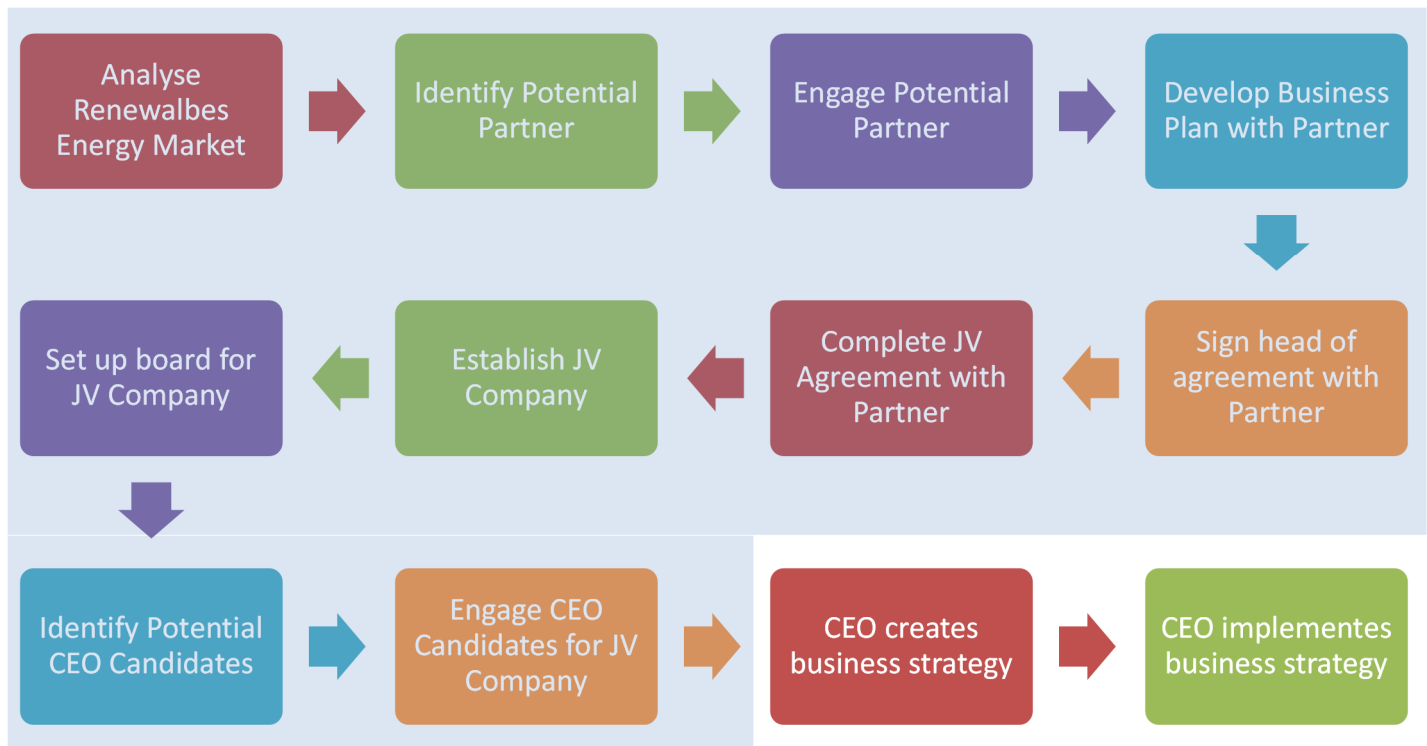 Analyse
Renewalbes
Energy Market
Identify Potential
Partner
Engage Potential
Partner
Develop Business
Plan with Partner
Sign head of
agreement with
Partner
Complete JV
Agreement with
Partner
Establish JV
Company
Set up board for
JV Company
Identify Potential
CEO Candidates
Engage CEO
Candidates for JV
Company
CEO creates
business strategy
CEO implementes
business strategy